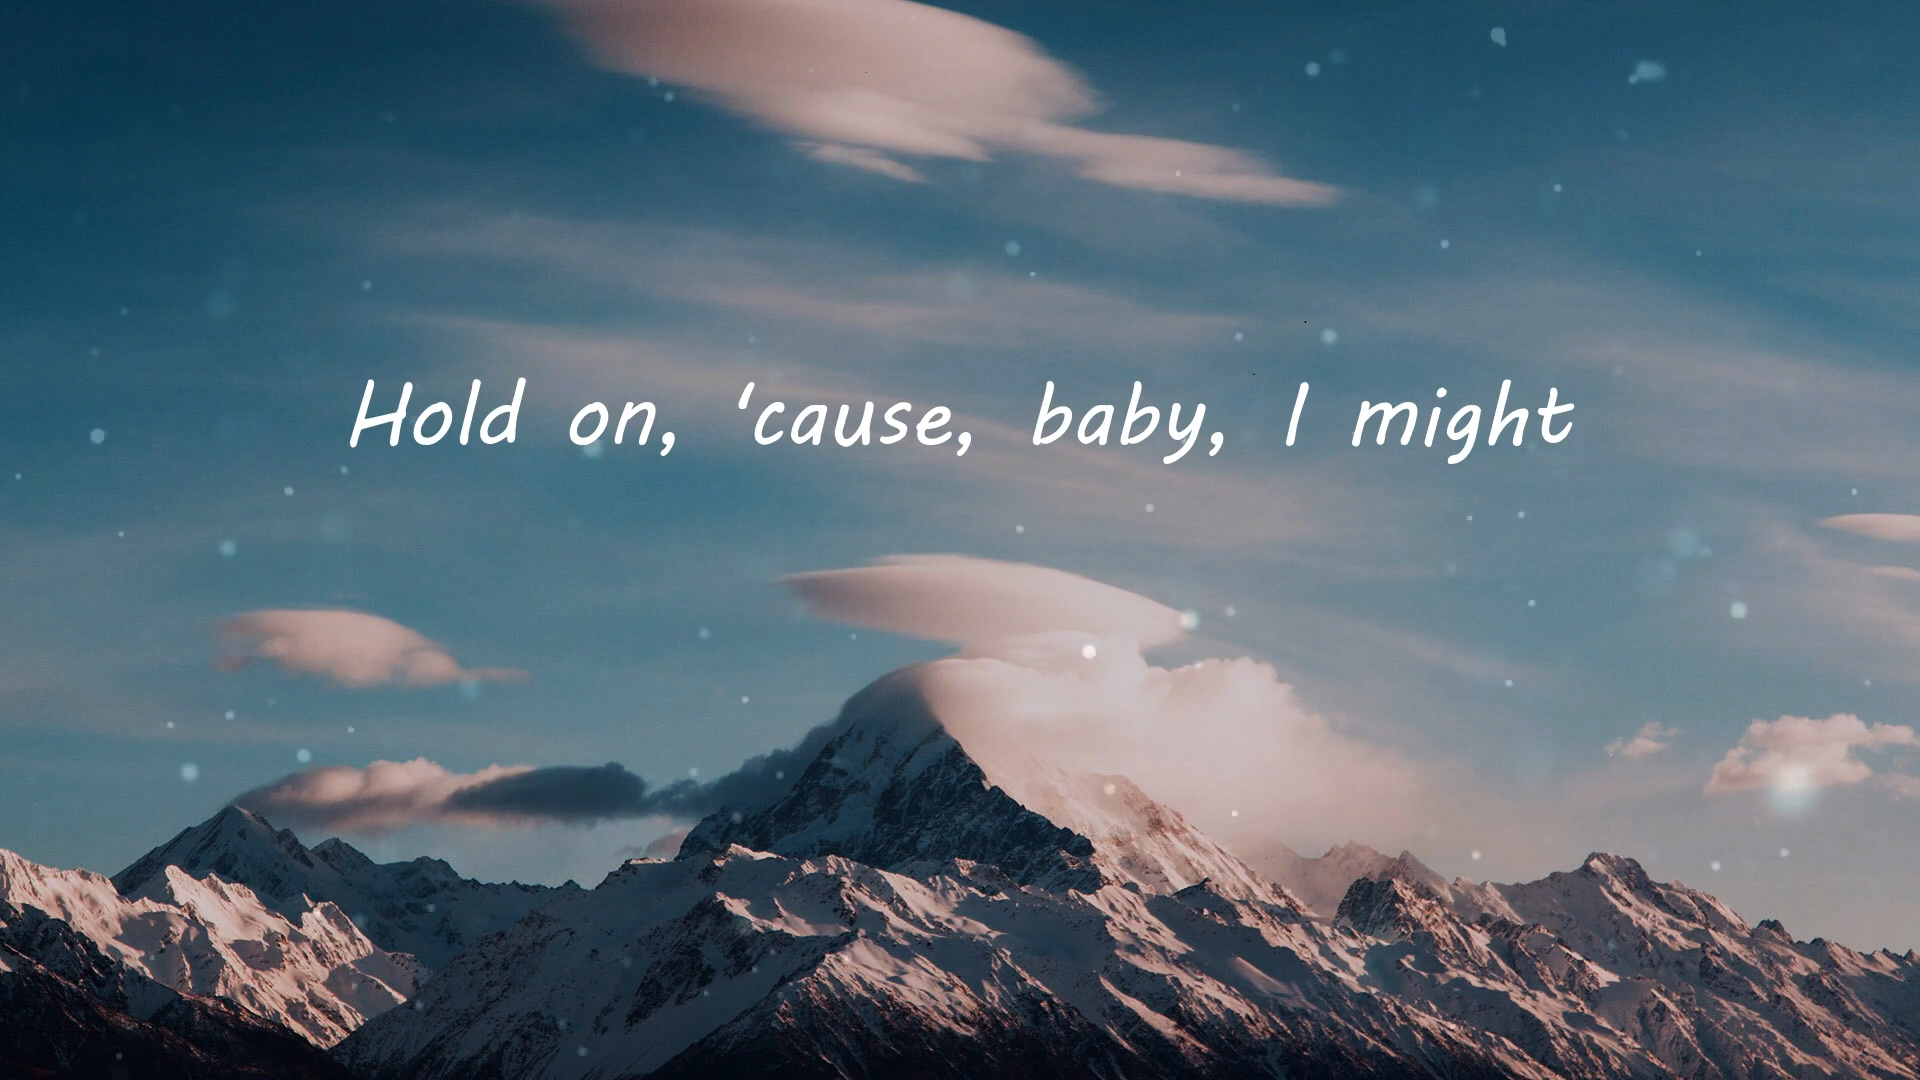 Hold on, ‘cause, baby, I might